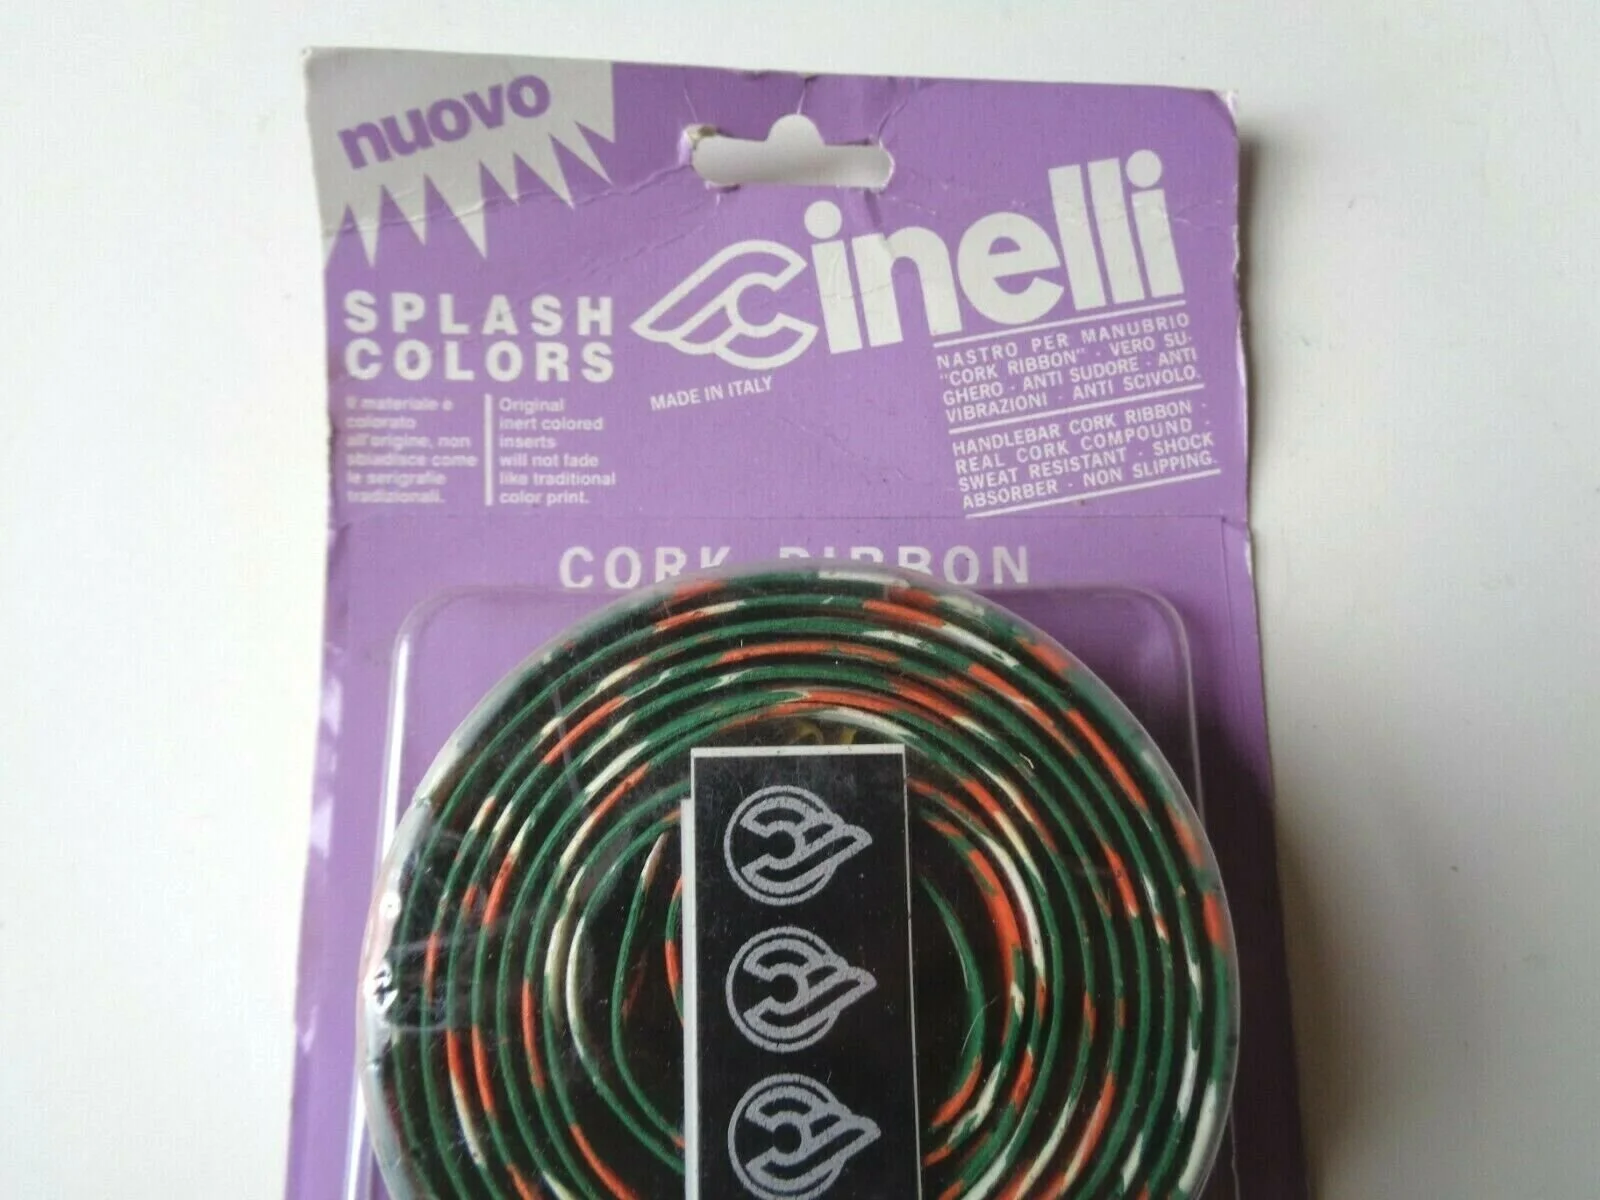 nuovo
Cinelli
SPLASH
COLORS
MADE IN ITALY
Il materiale è
colorato
all'origine, non
sbiadisce come
le serigrafie
tradizionali.
Original
inert colored
inserts
will not fade
like traditional
color print.
NASTRO PER MANUBRIO
"CORK RIBBON" - VERO SU-
GHERO - ANTI SUDORE - ANTI
VIBRAZIONI - ANTI SCIVOLO.
HANDLEBAR CORK RIBBON -
REAL CORK COMPOUND -
SWEAT RESISTANT - SHOCK
ABSORBER - NON SLIPPING.
CORK RIBBON